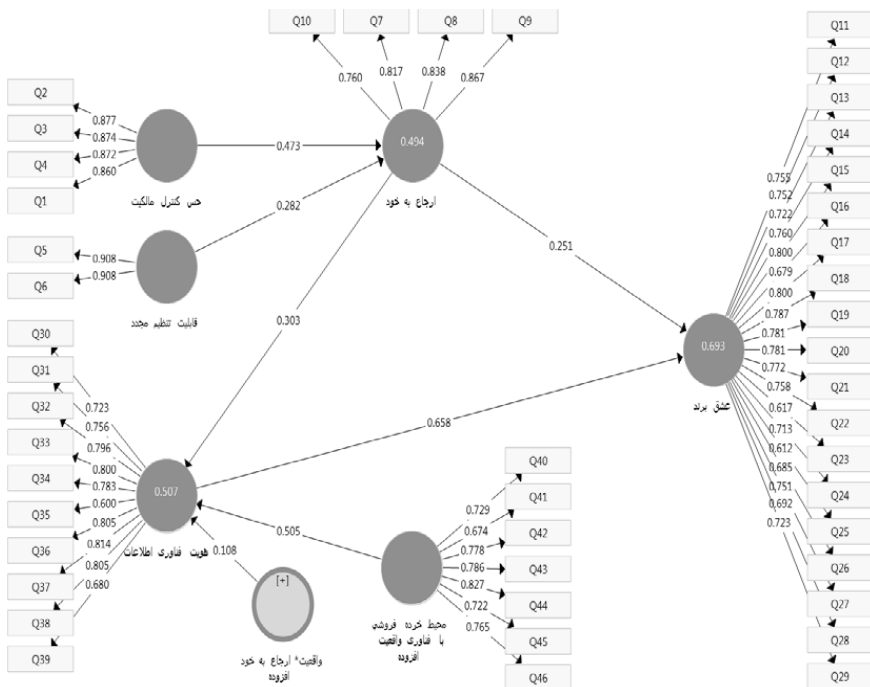 Q10
Q7
Q8
Q9
0.760
0.817
0.838
0.867
Q2
Q3
Q4
Q1
0.877
0.874
0.872
0.860
حس کنترل مالکیت
0.473
0.494
ارجاع به خود
Q5
Q6
0.908
0.908
قابلیت تنظیم مجدد
0.282
0.251
0.303
Q30
Q31
Q32
Q33
Q34
Q35
Q36
Q37
Q38
Q39
0.723
0.756
0.796
0.800
0.783
0.600
0.805
0.814
0.805
0.680
0.507
هویت فناوری اطلاعات
0.658
0.505
0.108
[+]
واقعیت* ارجاع به خود
افزوده
محیط خرده فروشی
با فناوری واقعیت
افزوده
0.729
0.674
0.778
0.786
0.827
0.722
0.765
Q40
Q41
Q42
Q43
Q44
Q45
Q46
0.693
عشق برند
0.755
0.752
0.722
0.760
0.800
0.679
0.800
0.787
0.781
0.781
0.772
0.758
0.617
0.713
0.612
0.685
0.751
0.692
0.723
Q11
Q12
Q13
Q14
Q15
Q16
Q17
Q18
Q19
Q20
Q21
Q22
Q23
Q24
Q25
Q26
Q27
Q28
Q29